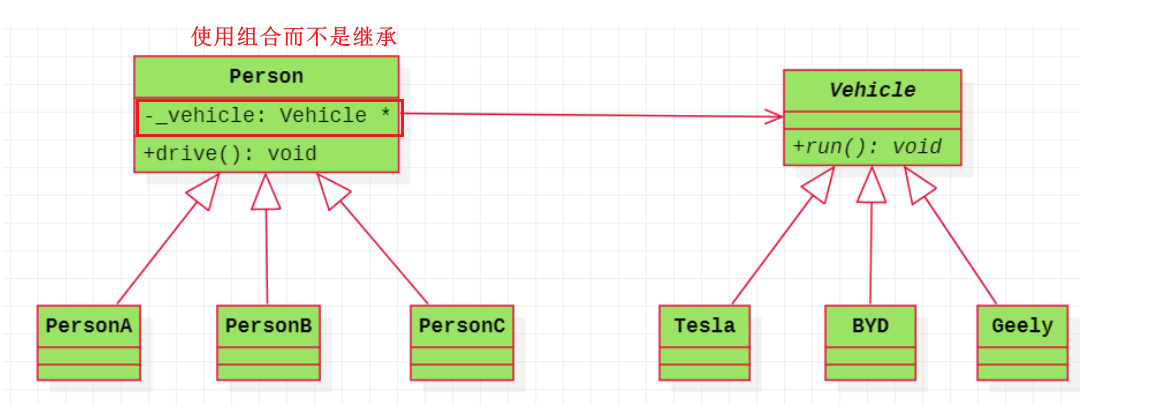 使用组合而不是继承
Person
-_vehicle: Vehicle *
+drive(): void
Vehicle
+run(): void
PersonA
PersonB
PersonC
Tesla
BYD
Geely